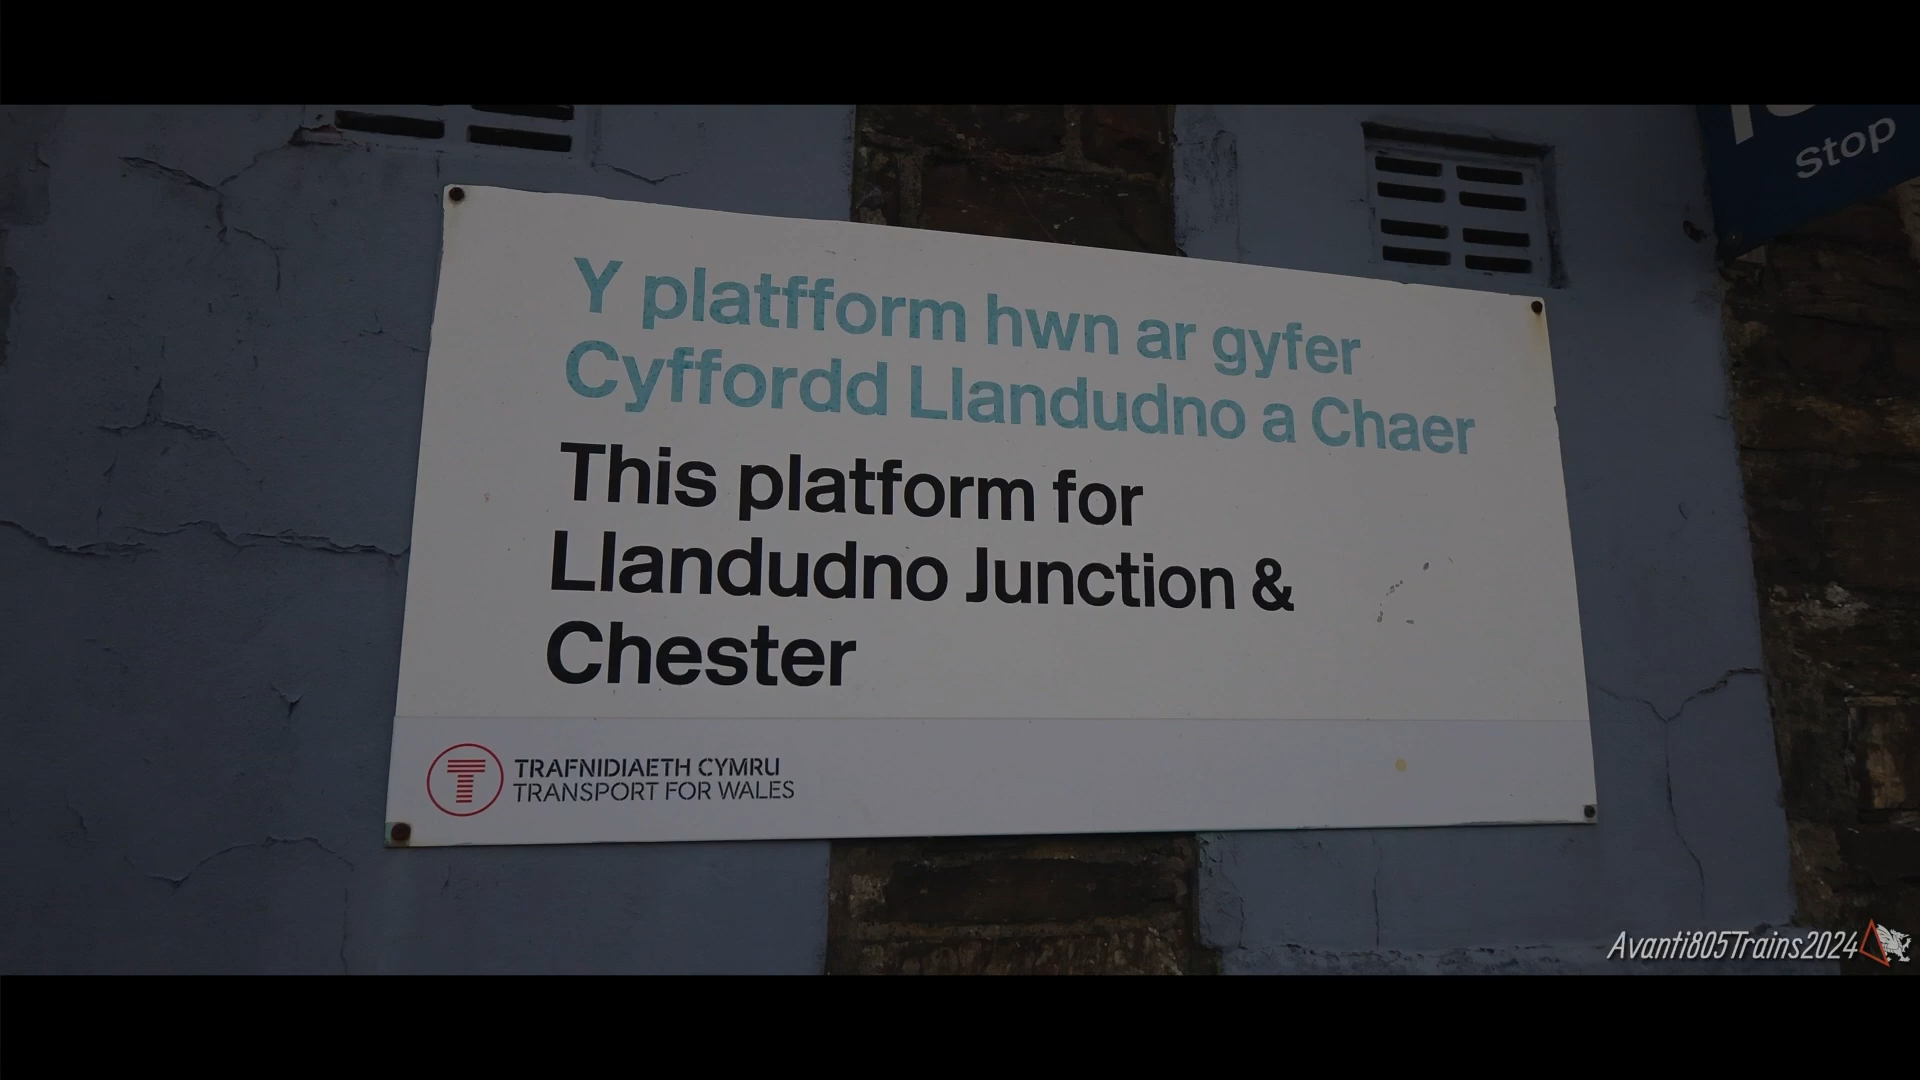 Stop
Y platfform hwn ar gyfer
Cyffordd Llandudno a Chaer
This platform for
Llandudno Junction &
Chester
TRAFNIDIAETH CYMRU
TRANSPORT FOR WALES
Avanti805Trains2024